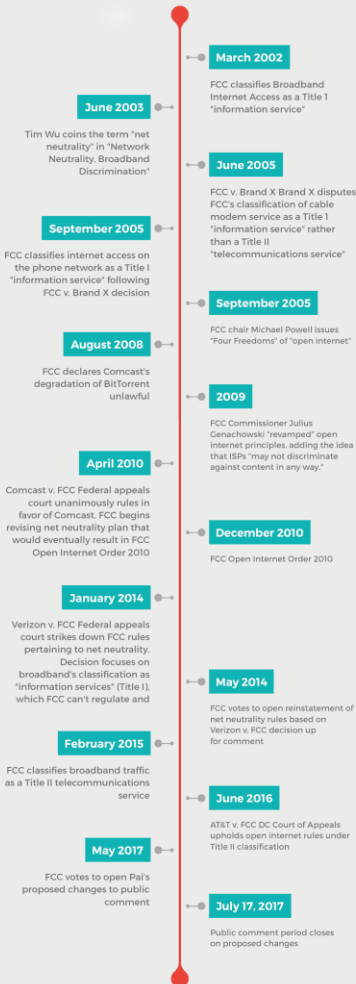 March 2002
FCC classifies Broadband
Internet Access as a Title 1
"information service"
June 2003
Tim Wu coins the term "net
neutrality" in "Network
Neutrality, Broadband
Discrimination"
June 2005
FCC v. Brand X Brand X disputes
FCC's classification of cable
modem service as a Title 1
"information service" rather
than a Title II
"telecommunications service"
September 2005
FCC classifies internet access on
the phone network as a Title I
"information service" following
FCC v. Brand X decision
September 2005
FCC chair Michael Powell issues
"Four Freedoms" of "open internet"
August 2008
FCC declares Comcast's
degradation of BitTorrent
unlawful
2009
FCC Commissioner Julius
Genachowski "revamped" open
internet principles, adding the idea
that ISPs "may not discriminate
against content in any way."
April 2010
Comcast v. FCC Federal appeals
court unanimously rules in
favor of Comcast. FCC begins
revising net neutrality plan that
would eventually result in FCC
Open Internet Order 2010
December 2010
FCC Open Internet Order 2010
January 2014
Verizon v. FCC Federal appeals
court strikes down FCC rules
pertaining to net neutrality.
Decision focuses on
broadband's classification as
"information services" (Title I),
which FCC can't regulate and
May 2014
FCC votes to open reinstatement of
net neutrality rules based on
Verizon v. FCC decision up
for comment
February 2015
FCC classifies broadband traffic
as a Title II telecommunications
service
June 2016
AT&T v. FCC DC Court of Appeals
upholds open internet rules under
Title II classification
May 2017
FCC votes to open Pai's
proposed changes to public
comment
July 17, 2017
Public comment period closes
on proposed changes